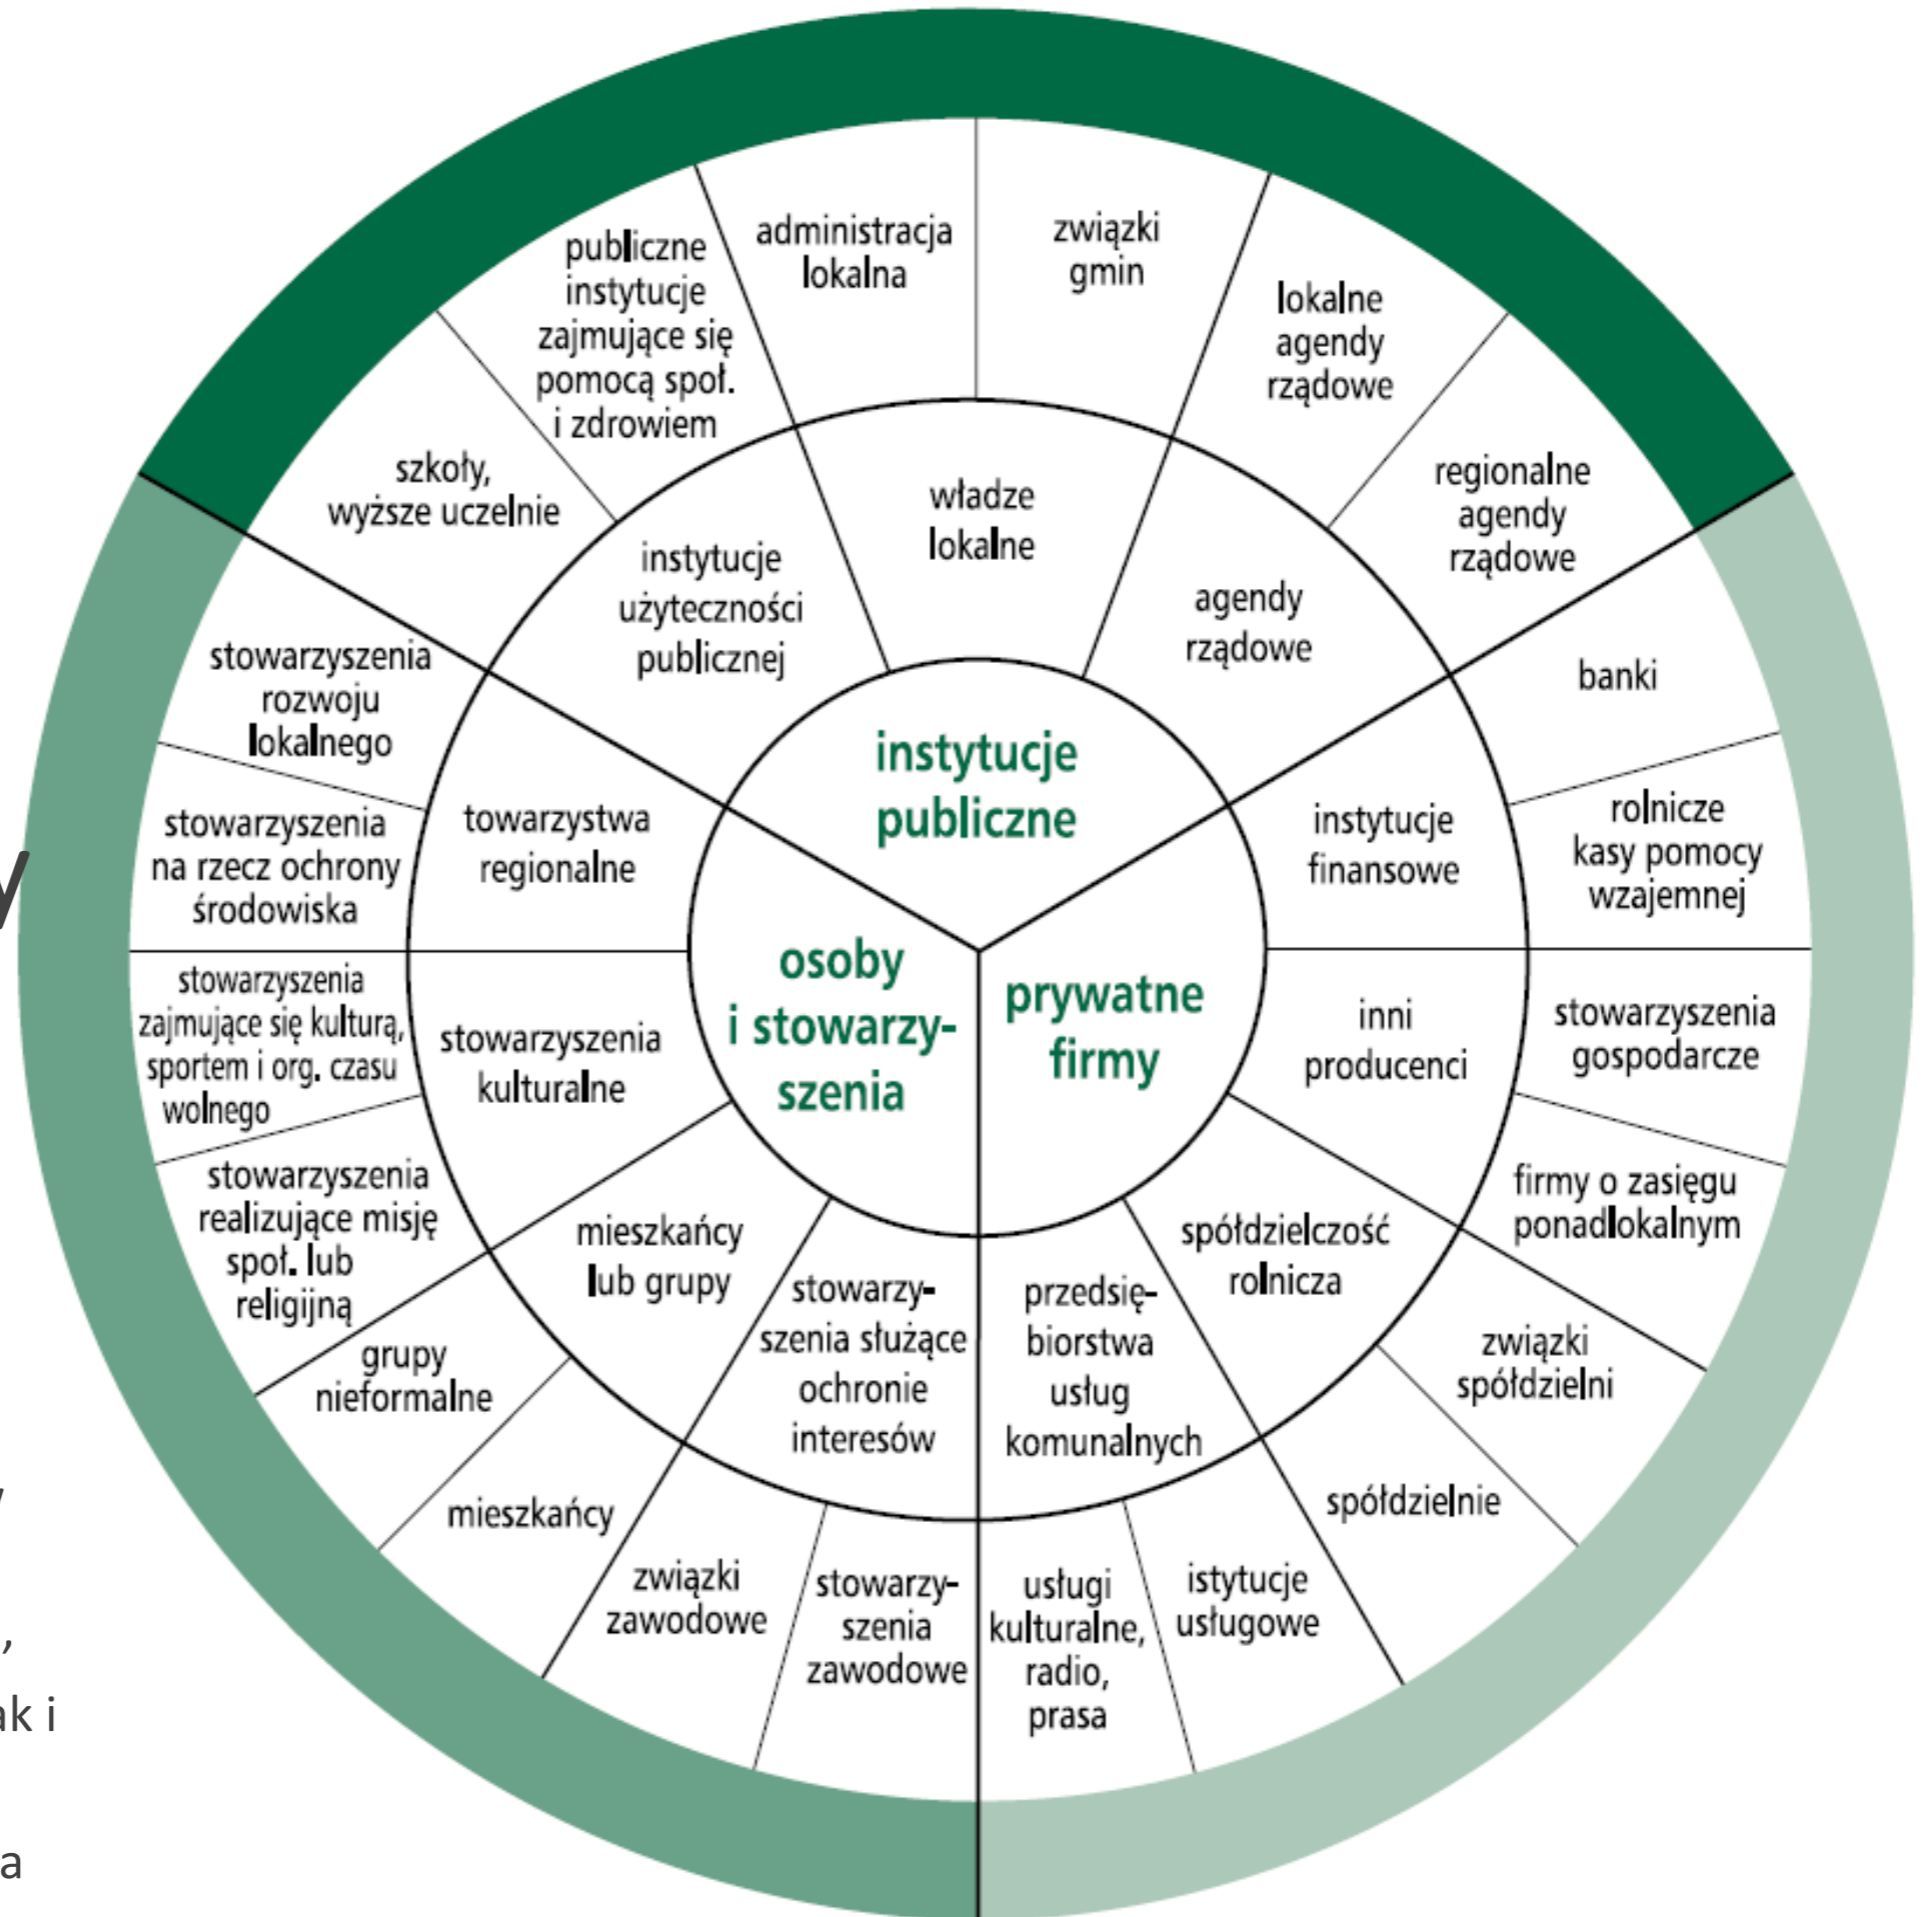 publiczne
instytucje
zajmujące się
pomocą społ.
i zdrowiem
administracja
lokalna
związki
gmin
lokalne
agendy
rządowe
regionalne
agendy
rządowe
szkoły,
wyższe uczelnie
instytucje
użyteczności
publicznej
władze
lokalne
agendy
rządowe
instytucje
publiczne
stowarzyszenia
rozwoju
lokalnego
stowarzyszenia
na rzecz ochrony
środowiska
towarzystwa
regionalne
banki
rolnicze
kasy pomocy
wzajemnej
instytucje
finansowe
y
osoby
i stowarzy-
szenia
prywatne
firmy
stowarzyszenia
zajmujące się kulturą,
sportem i org. czasu
wolnego
stowarzyszenia
realizujące misję
społ. lub
religijną
stowarzyszenia
kulturalne
inni
producenci
stowarzyszenia
gospodarcze
firmy o zasięgu
ponadlokalnym
mieszkańcy
lub grupy
stowarzy-
szenia służące
ochronie
interesów
przedsię-
biorstwa
usług
komunalnych
spółdzielczość
rolnicza
grupy
nieformalne
mieszkańcy
związki
zawodowe
stowarzy-
szenia
zawodowe
usługi
kulturalne,
radio,
prasa
istytucje
usługowe
spółdzielnie
związki
spółdzielni
,
ak i
a